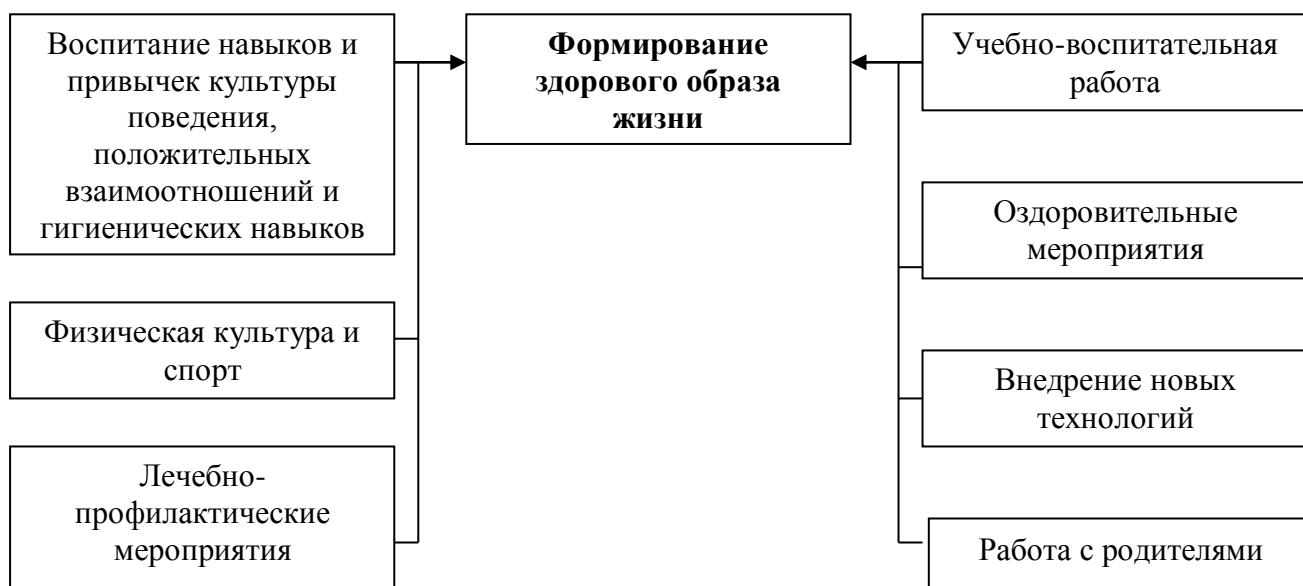 Воспитание навыков и
привычек культуры
поведения,
положительных
взаимоотношений и
гигиенических навыков
Физическая культура и
спорт
Лечебно-
профилактические
мероприятия
Формирование
здорового образа
жизни
Учебно-воспитательная
работа
Оздоровительные
мероприятия
Внедрение новых
технологий
Работа с родителями